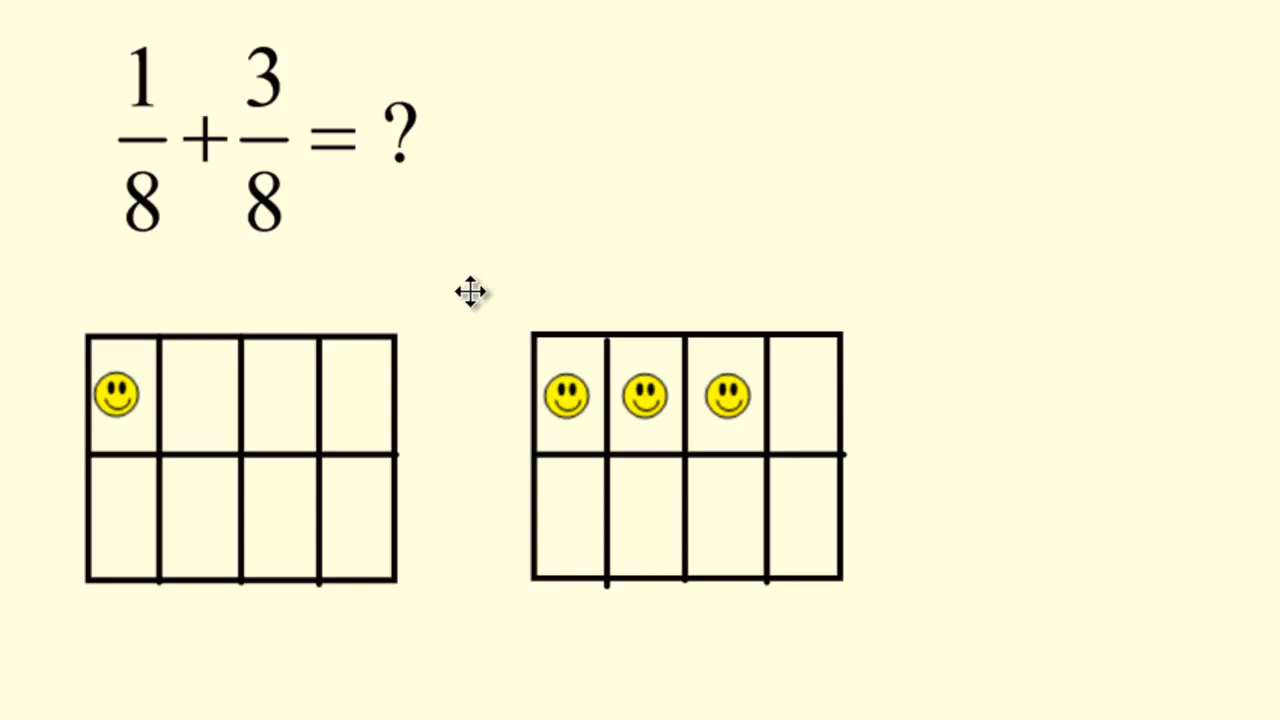 1/8 + 3/8 = ?